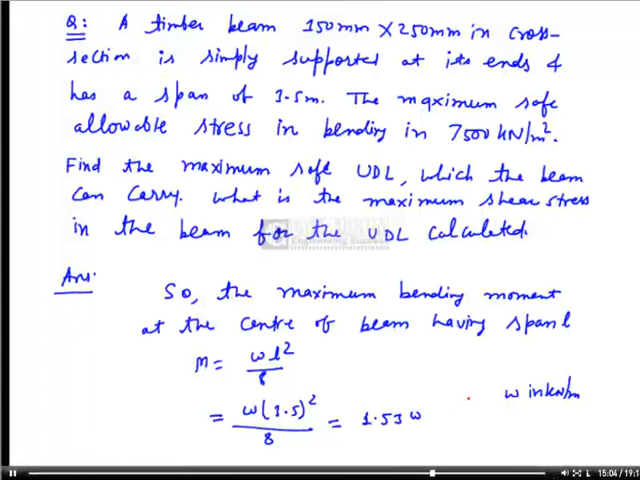 Q: A timber beam 150mm X 250mm in cross-
section is simply supported at its ends &
has a span of 3.5m. The maximum safe
allowable stress in bending in 7500 kN/m².
Find the maximum safe UDL, which the beam
can carry. What is the maximum shear stress
in the beam for the UDL calculated.
Ans:
So, the maximum bending moment
at the centre of beam having span l
M = wl²/8
w in kN/m
= w(3.5)²/8 = 1.53 w
15:04 / 19:1